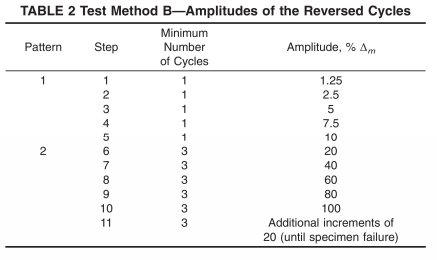 TABLE 2 Test Method B—Amplitudes of the Reversed Cycles
Pattern Step Minimum Number of Cycles Amplitude, % Δm
1 1 1 1.25
2 1 2.5
3 1 5
4 1 7.5
5 1 10
2 6 3 20
7 3 40
8 3 60
9 3 80
10 3 100
11 3 Additional increments of
20 (until specimen failure)